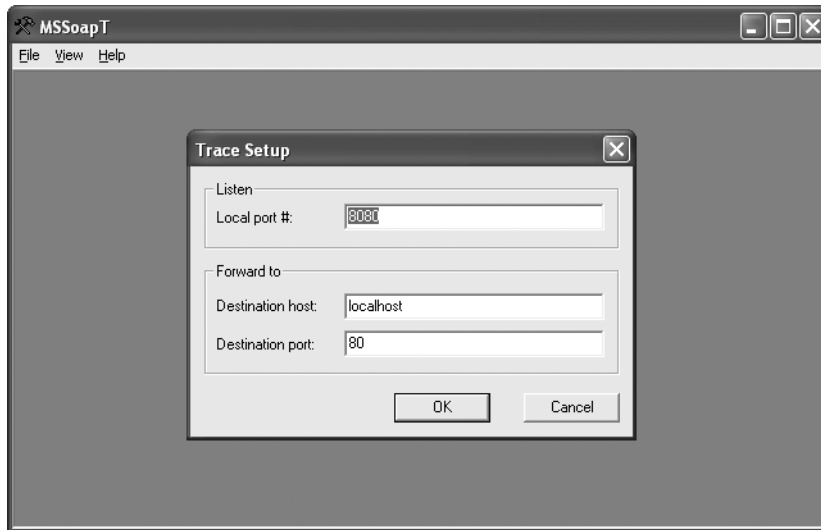 MSSoapT
File View Help
Trace Setup
Listen
Local port #: 8080
Forward to
Destination host: localhost
Destination port: 80
OK Cancel